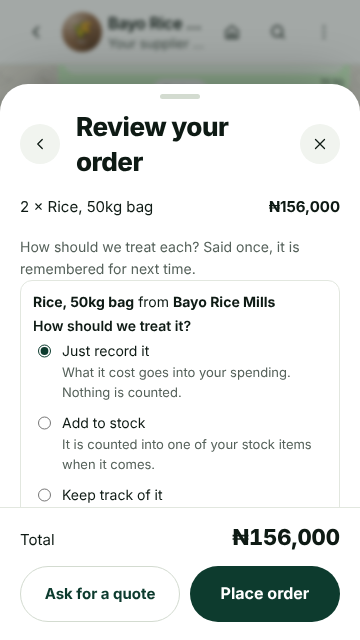 Bayo Rice ...
Your supplier ...
Review your
order
2 × Rice, 50kg bag
₦156,000
How should we treat each? Said once, it is
remembered for next time.
Rice, 50kg bag from Bayo Rice Mills
How should we treat it?
Just record it
What it cost goes into your spending.
Nothing is counted.
Add to stock
It is counted into one of your stock items
when it comes.
Keep track of it
Total
₦156,000
Ask for a quote
Place order